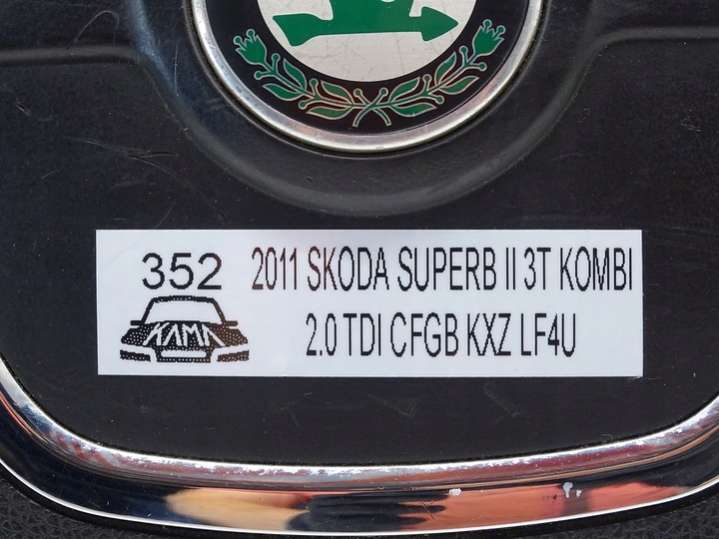 352
KAMA
2011 SKODA SUPERB II 3T KOMBI
2.0 TDI CFGB KXZ LF4U